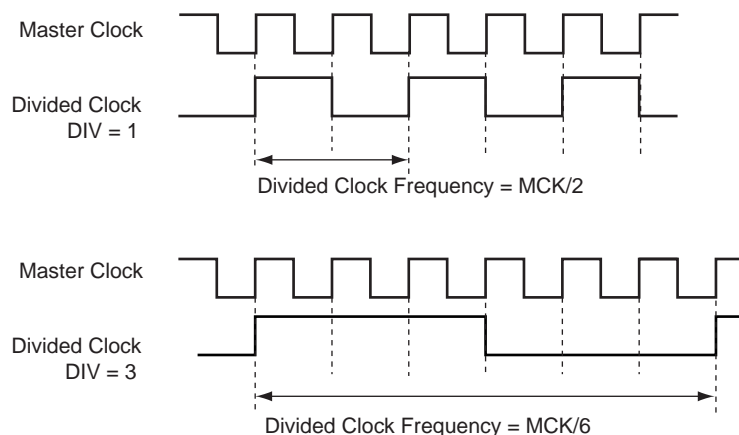 Master Clock
Divided Clock
DIV = 1
Divided Clock Frequency = MCK/2
Master Clock
Divided Clock
DIV = 3
Divided Clock Frequency = MCK/6